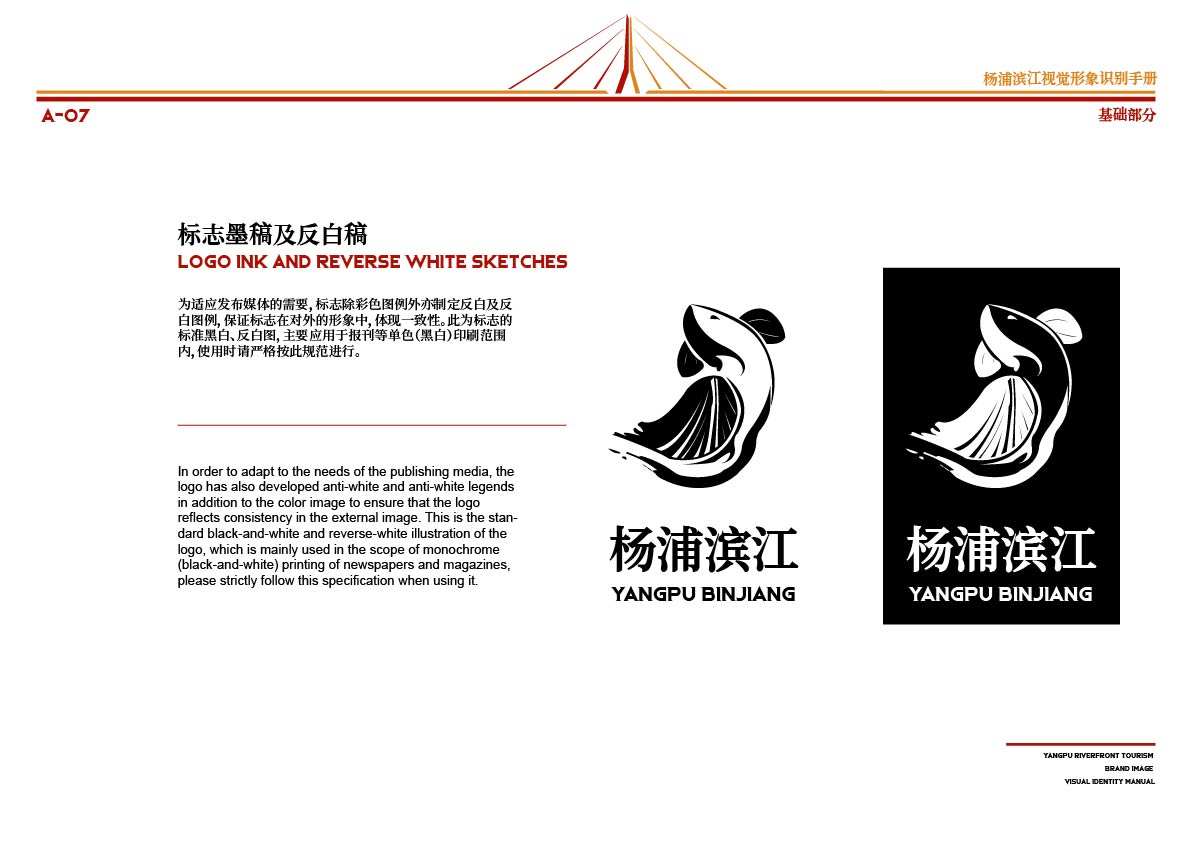 杨浦滨江视觉形象识别手册
A-07
基础部分
标志墨稿及反白稿
LOGO INK AND REVERSE WHITE SKETCHES
为适应发布媒体的需要，标志除彩色图例外亦制定反白及反
白图例，保证标志在对外的形象中，体现一致性。此为标志的
标准黑白、反白图，主要应用于报刊等单色（黑白）印刷范围
内，使用时请严格按此规范进行。
In order to adapt to the needs of the publishing media, the
logo has also developed anti-white and anti-white legends
in addition to the color image to ensure that the logo
reflects consistency in the external image. This is the stan-
dard black-and-white and reverse-white illustration of the
logo, which is mainly used in the scope of monochrome
(black-and-white) printing of newspapers and magazines,
please strictly follow this specification when using it.
杨浦滨江
YANGPU BINJIANG
杨浦滨江
YANGPU BINJIANG
YANGPU RIVERFRONT TOURISM
BRAND IMAGE
VISUAL IDENTITY MANUAL